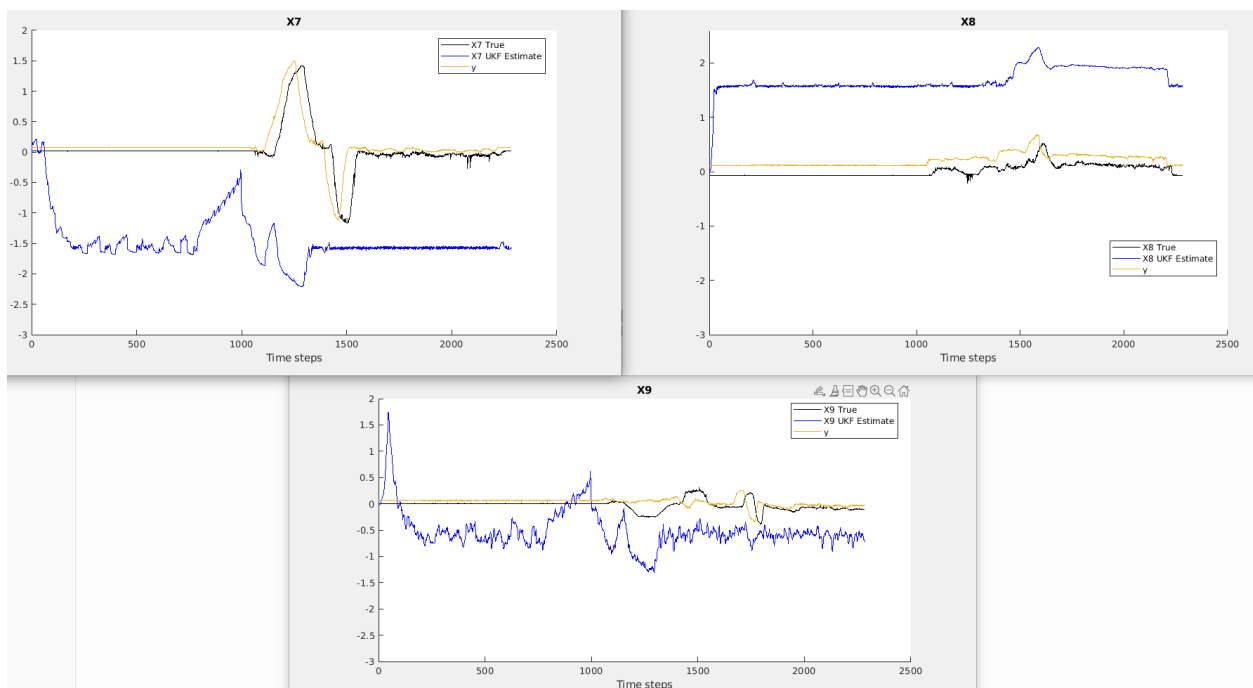 X7
X7 True
X7 UKF Estimate
y
2
1.5
1
0.5
0
-0.5
-1
-1.5
-2
-2.5
-3
0 500 1000 1500 2000 2500
Time steps
X8
2
1
0
-1
-2
-3
X8 True
X8 UKF Estimate
y
0 500 1000 1500 2000 2500
Time steps
X9
X9 True
X9 UKF Estimate
y
2
1.5
1
0.5
0
-0.5
-1
-1.5
-2
-2.5
-3
0 500 1000 1500 2000 2500
Time steps